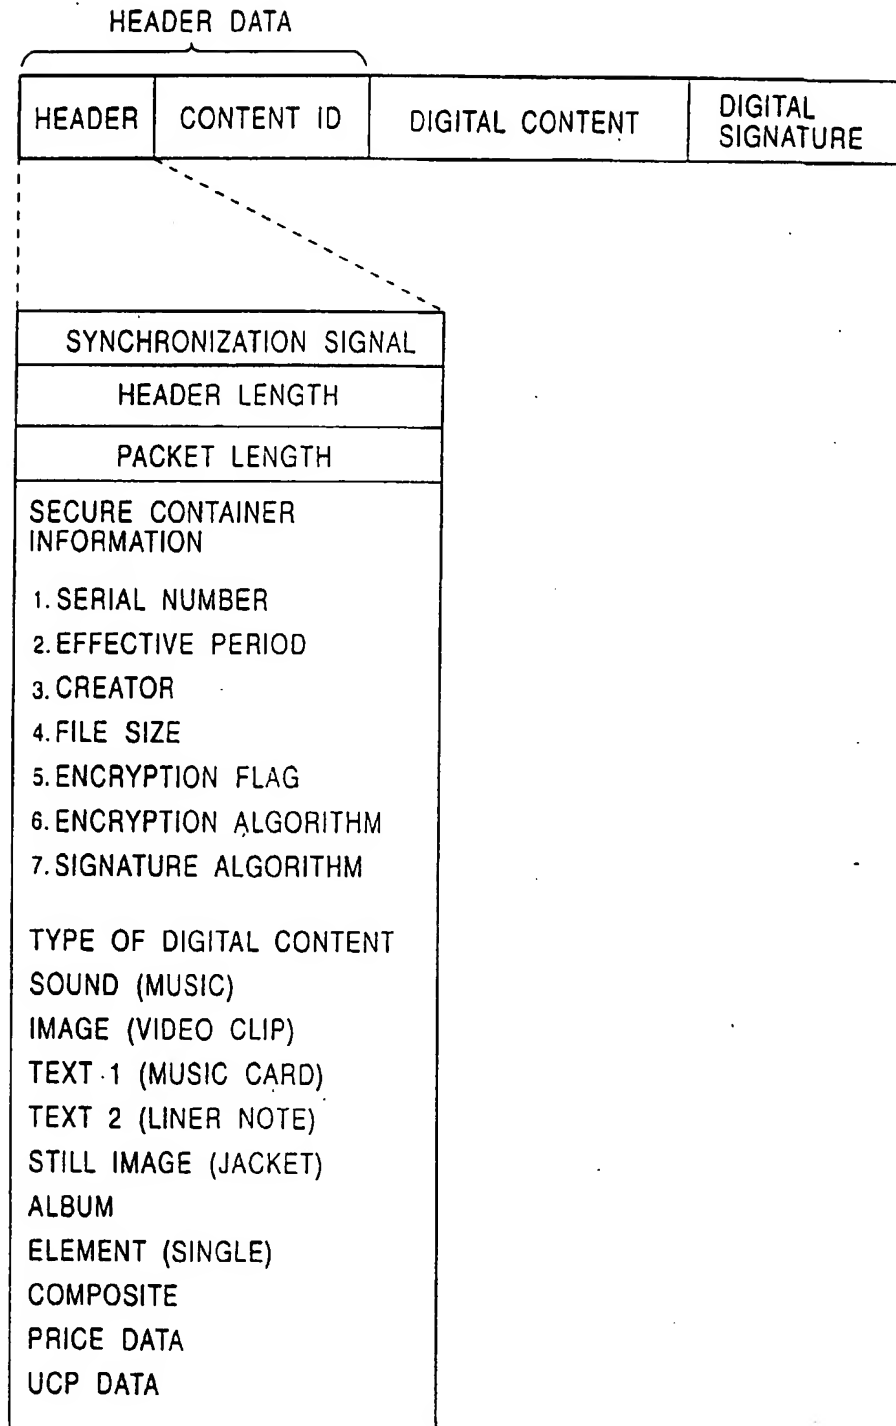 HEADER DATA
HEADER
CONTENT ID
DIGITAL CONTENT
DIGITAL
SIGNATURE
SYNCHRONIZATION SIGNAL
HEADER LENGTH
PACKET LENGTH
SECURE CONTAINER
INFORMATION
1. SERIAL NUMBER
2. EFFECTIVE PERIOD
3. CREATOR
4. FILE SIZE
5. ENCRYPTION FLAG
6. ENCRYPTION ALGORITHM
7. SIGNATURE ALGORITHM
TYPE OF DIGITAL CONTENT
SOUND (MUSIC)
IMAGE (VIDEO CLIP)
TEXT 1 (MUSIC CARD)
TEXT 2 (LINER NOTE)
STILL IMAGE (JACKET)
ALBUM
ELEMENT (SINGLE)
COMPOSITE
PRICE DATA
UCP DATA